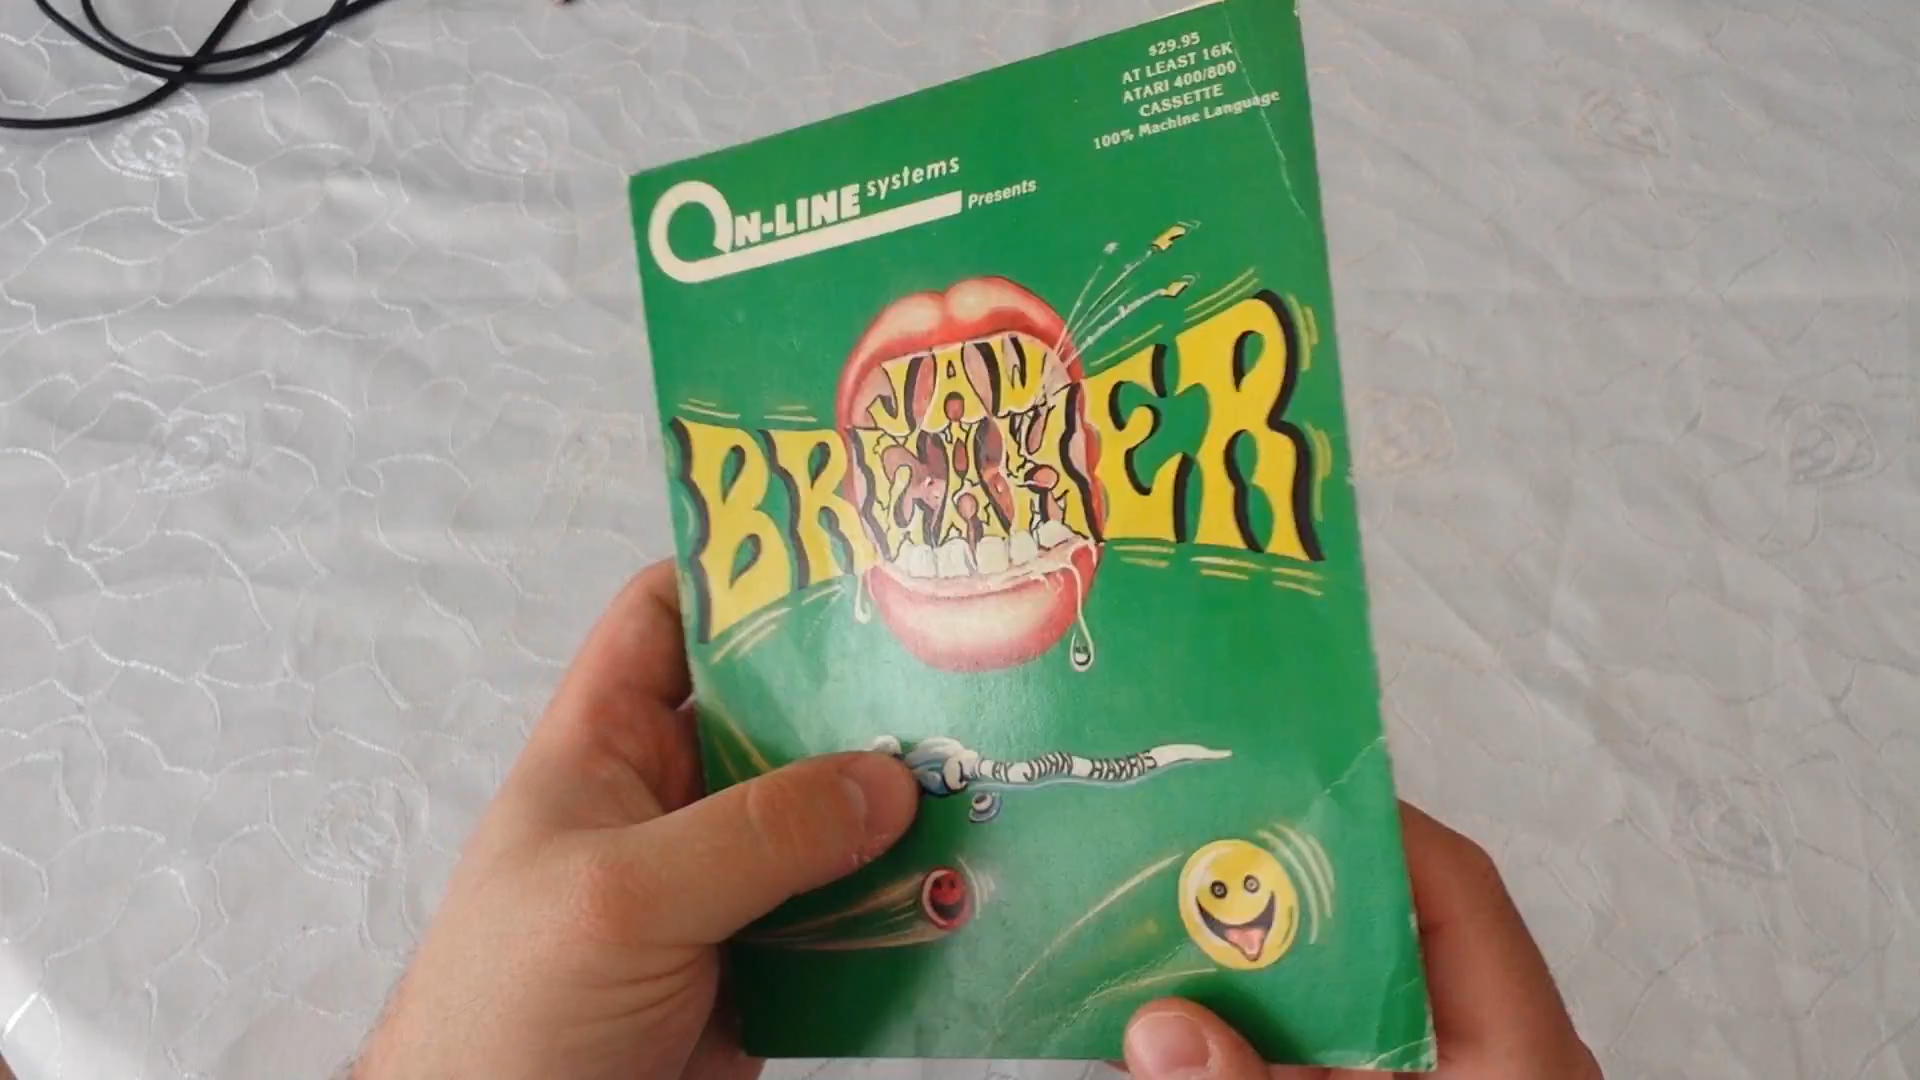 $29.95
AT LEAST 16K
ATARI 400/800
CASSETTE
100% Machine Language
ON-LINE systems
Presents
JAW
BREAKER
BY JOHN HARRIS